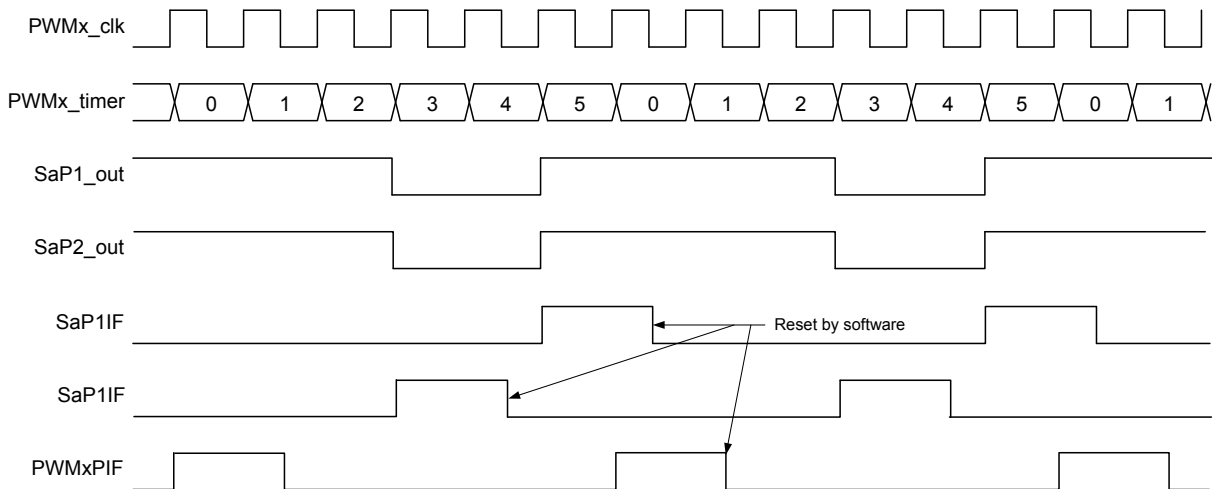 PWMx_clk
PWMx_timer 0 1 2 3 4 5 0 1 2 3 4 5 0 1
SaP1_out
SaP2_out
SaP1IF Reset by software
SaP1IF
PWMxPIF